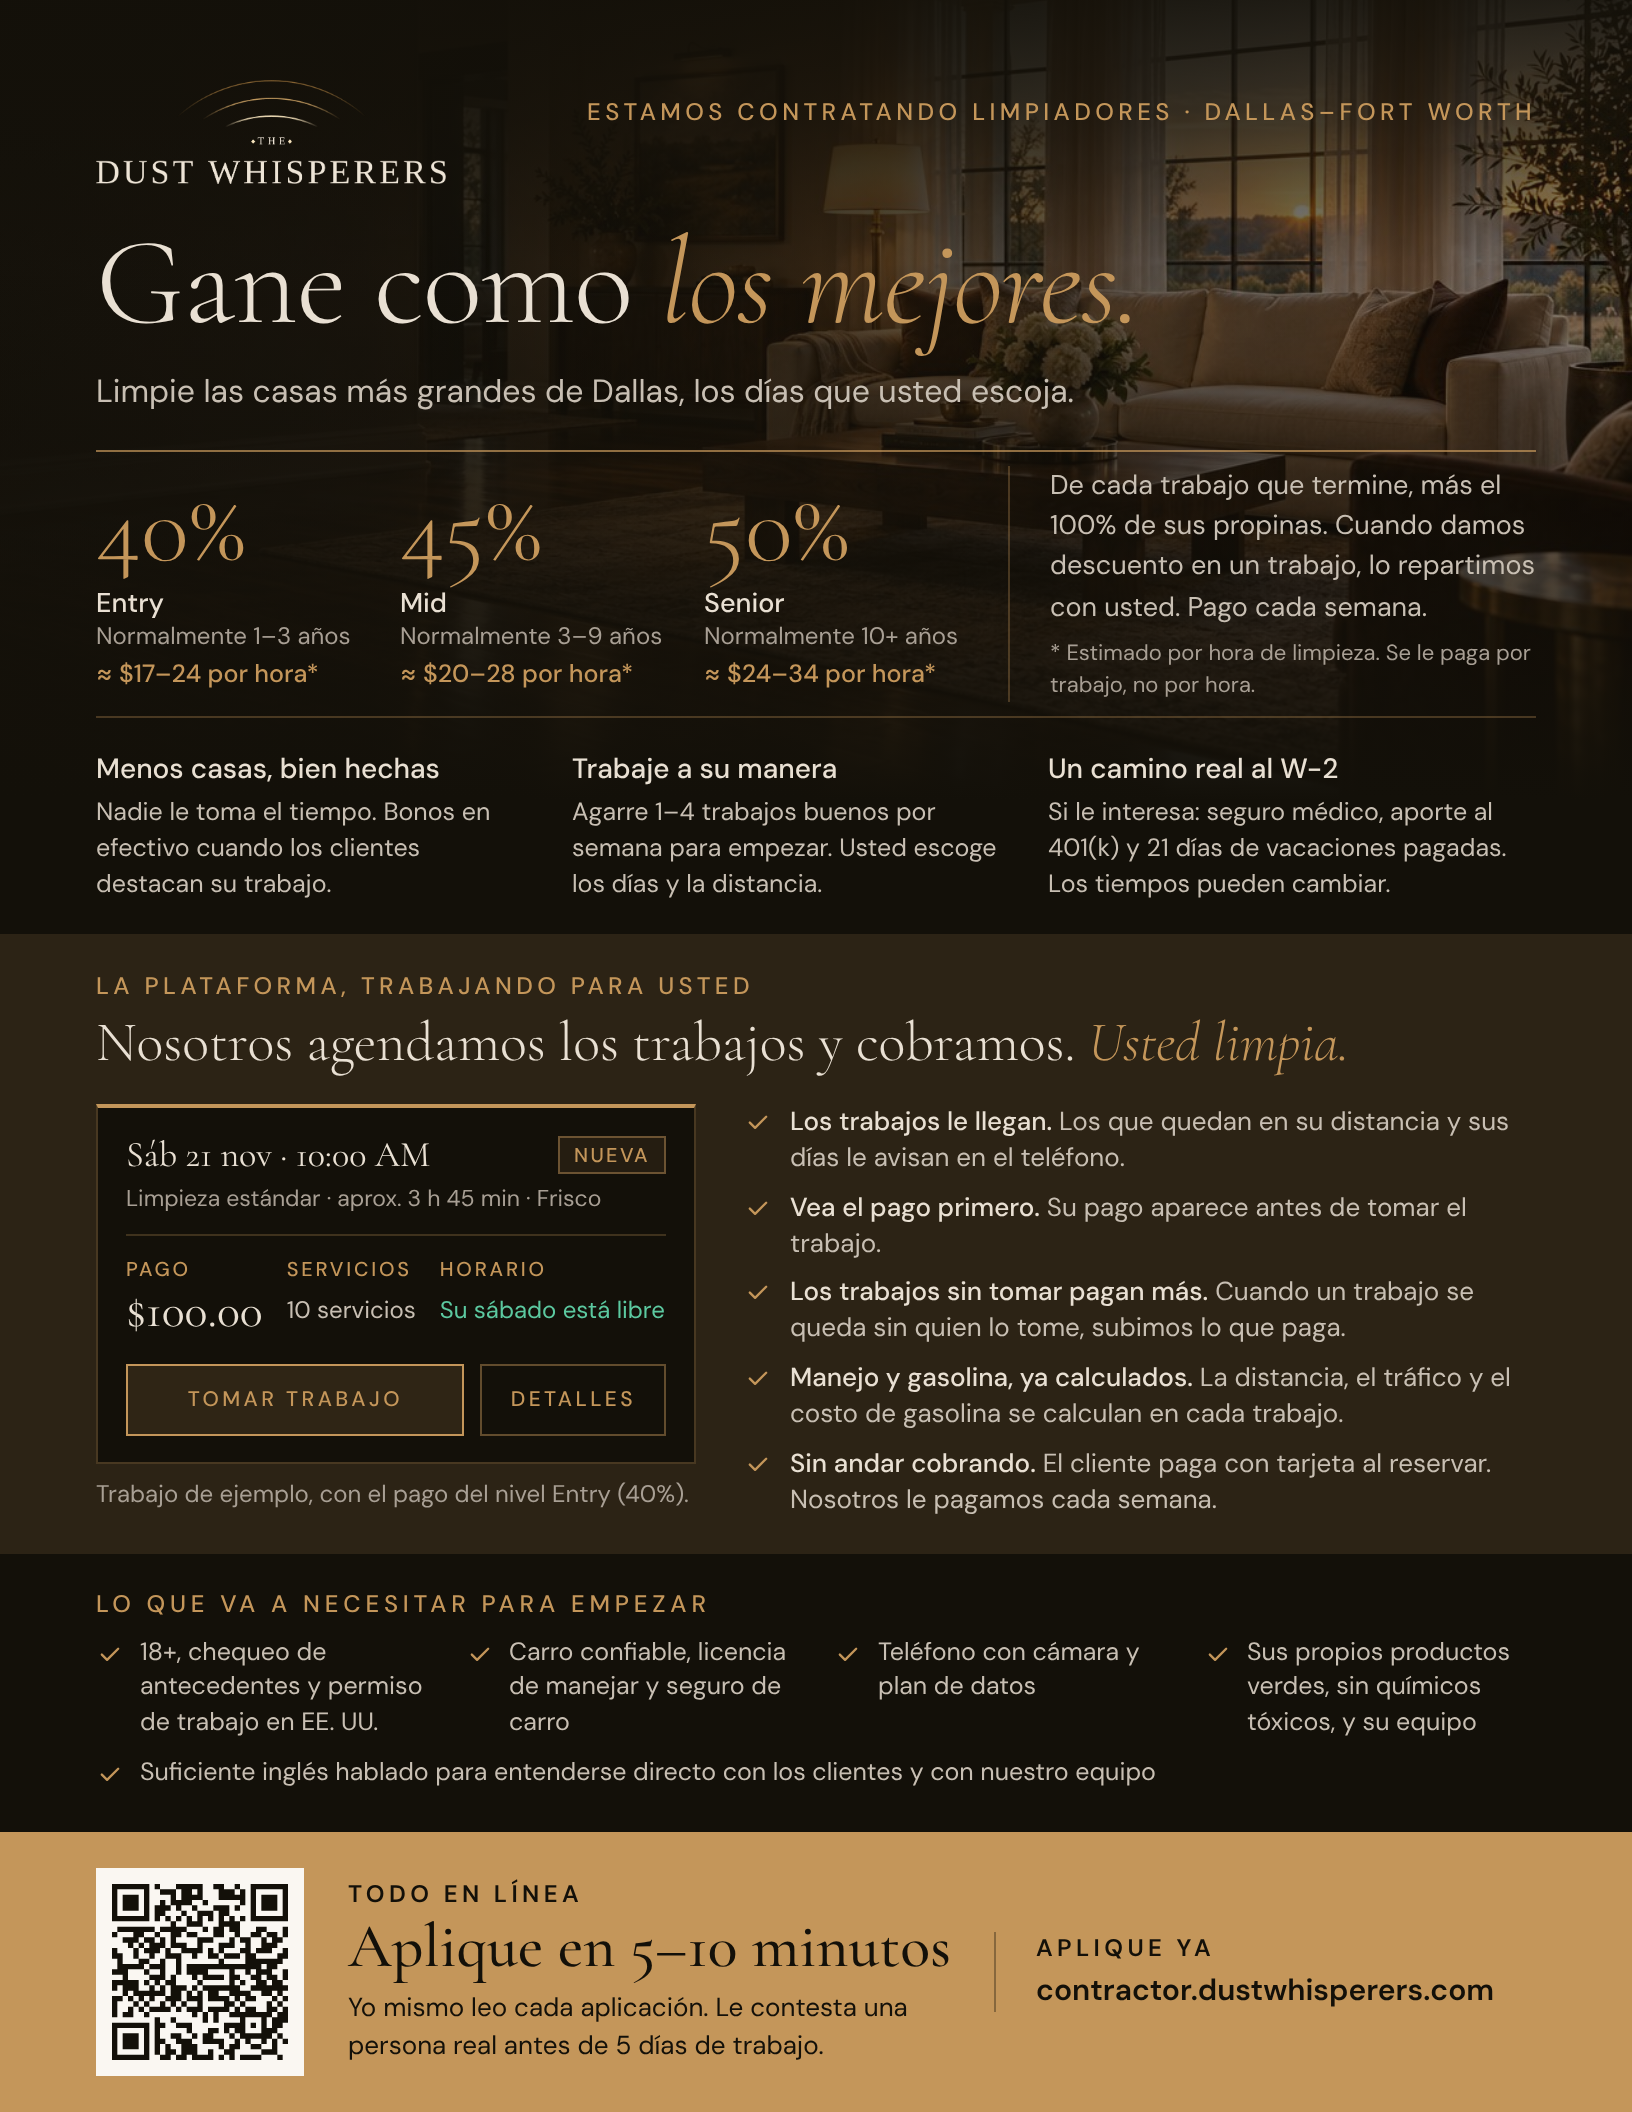 THE
DUST WHISPERERS
ESTAMOS CONTRATANDO LIMPIADORES · DALLAS–FORT WORTH
Gane como los mejores.
Limpie las casas más grandes de Dallas, los días que usted escoja.
40%
Entry
Normalmente 1–3 años
≈ $17–24 por hora*
45%
Mid
Normalmente 3–9 años
≈ $20–28 por hora*
50%
Senior
Normalmente 10+ años
≈ $24–34 por hora*
De cada trabajo que termine, más el
100% de sus propinas. Cuando damos
descuento en un trabajo, lo repartimos
con usted. Pago cada semana.
* Estimado por hora de limpieza. Se le paga por
trabajo, no por hora.
Menos casas, bien hechas
Nadie le toma el tiempo. Bonos en
efectivo cuando los clientes
destacan su trabajo.
Trabaje a su manera
Agarre 1–4 trabajos buenos por
semana para empezar. Usted escoge
los días y la distancia.
Un camino real al W-2
Si le interesa: seguro médico, aporte al
401(k) y 21 días de vacaciones pagadas.
Los tiempos pueden cambiar.
LA PLATAFORMA, TRABAJANDO PARA USTED
Nosotros agendamos los trabajos y cobramos. Usted limpia.
Sáb 21 nov · 10:00 AM
NUEVA
Limpieza estándar · aprox. 3 h 45 min · Frisco
PAGO
$100.00
SERVICIOS
10 servicios
HORARIO
Su sábado está libre
TOMAR TRABAJO
DETALLES
Trabajo de ejemplo, con el pago del nivel Entry (40%).
Los trabajos le llegan. Los que quedan en su distancia y sus
días le avisan en el teléfono.
Vea el pago primero. Su pago aparece antes de tomar el
trabajo.
Los trabajos sin tomar pagan más. Cuando un trabajo se
queda sin quien lo tome, subimos lo que paga.
Manejo y gasolina, ya calculados. La distancia, el tráfico y el
costo de gasolina se calculan en cada trabajo.
Sin andar cobrando. El cliente paga con tarjeta al reservar.
Nosotros le pagamos cada semana.
LO QUE VA A NECESITAR PARA EMPEZAR
18+, chequeo de
antecedentes y permiso
de trabajo en EE. UU.
Carro confiable, licencia
de manejar y seguro de
carro
Teléfono con cámara y
plan de datos
Sus propios productos
verdes, sin químicos
tóxicos, y su equipo
Suficiente inglés hablado para entenderse directo con los clientes y con nuestro equipo
TODO EN LÍNEA
Aplique en 5–10 minutos
Yo mismo leo cada aplicación. Le contesta una
persona real antes de 5 días de trabajo.
APLIQUE YA
contractor.dustwhisperers.com